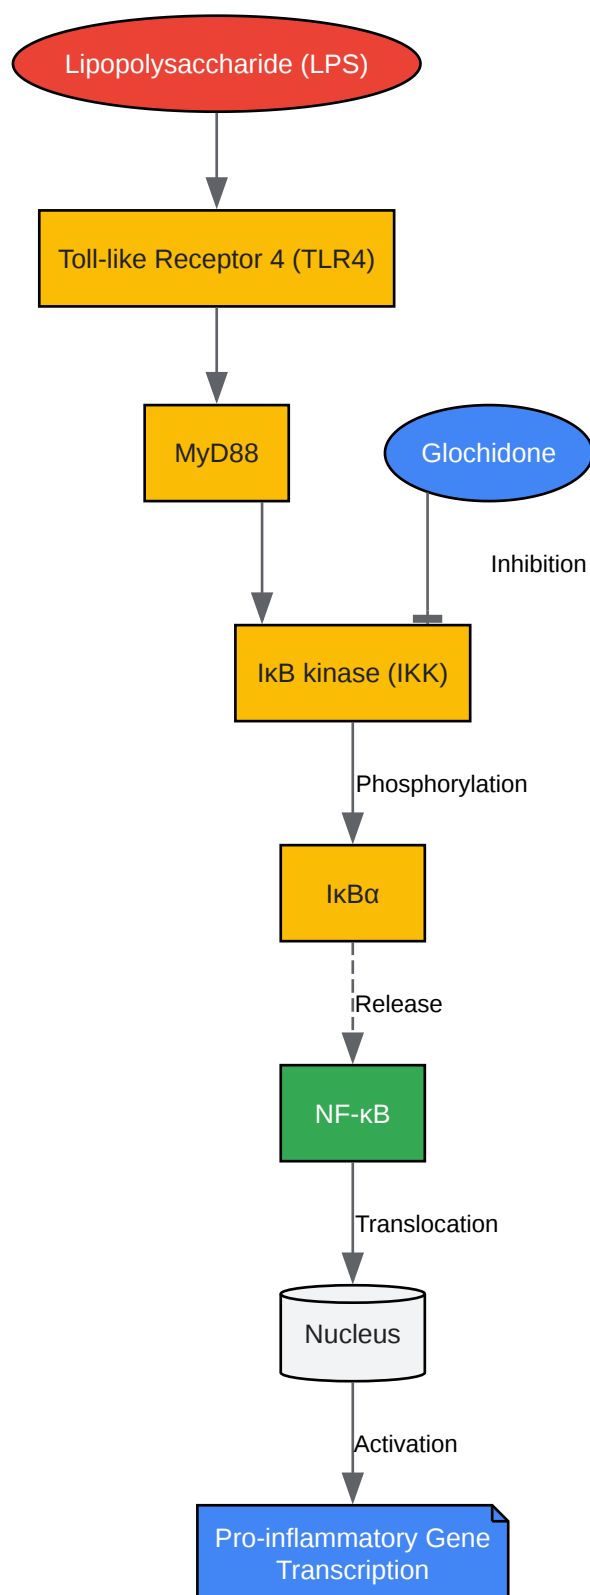 Lipopolysaccharide (LPS)
Toll-like Receptor 4 (TLR4)
MyD88
Glochidone
Inhibition
IκB kinase (IKK)
Phosphorylation
IκBα
Release
NF-κB
Translocation
Nucleus
Activation
Pro-inflammatory Gene
Transcription